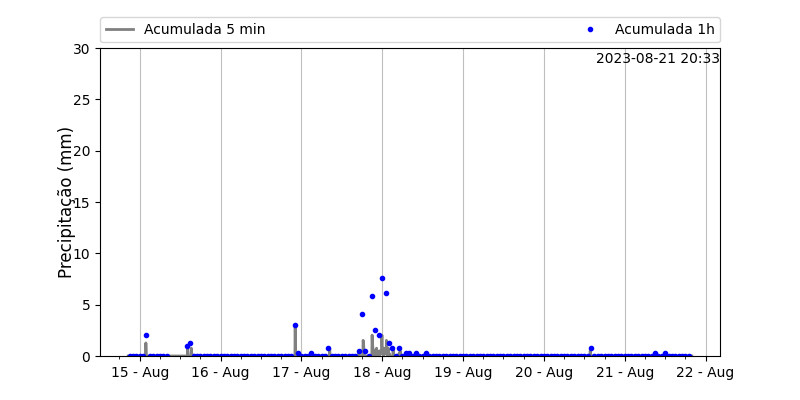 Acumulada 5 min
Acumulada 1h
2023-08-21 20:33
Precipitação (mm)
30
25
20
15
10
5
0
15 - Aug
16 - Aug
17 - Aug
18 - Aug
19 - Aug
20 - Aug
21 - Aug
22 - Aug